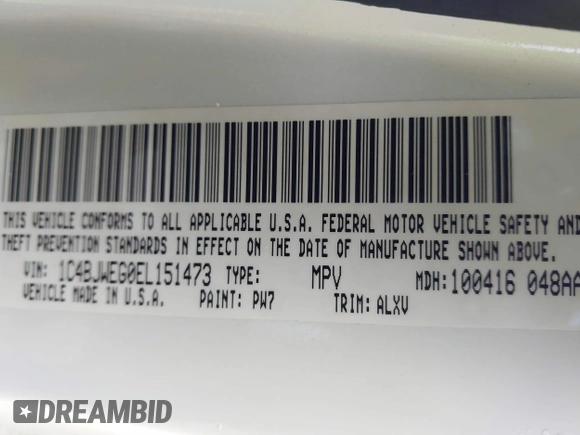 THIS VEHICLE CONFORMS TO ALL APPLICABLE U.S.A. FEDERAL MOTOR VEHICLE SAFETY AND
THEFT PREVENTION STANDARDS IN EFFECT ON THE DATE OF MANUFACTURE SHOWN ABOVE.
VIN: 1C4BJWEG0EL151473 TYPE: MPV MDH:100416 048AA
VEHICLE MADE IN U.S.A. PAINT: PW7 TRIM: ALXV
DREAMBID